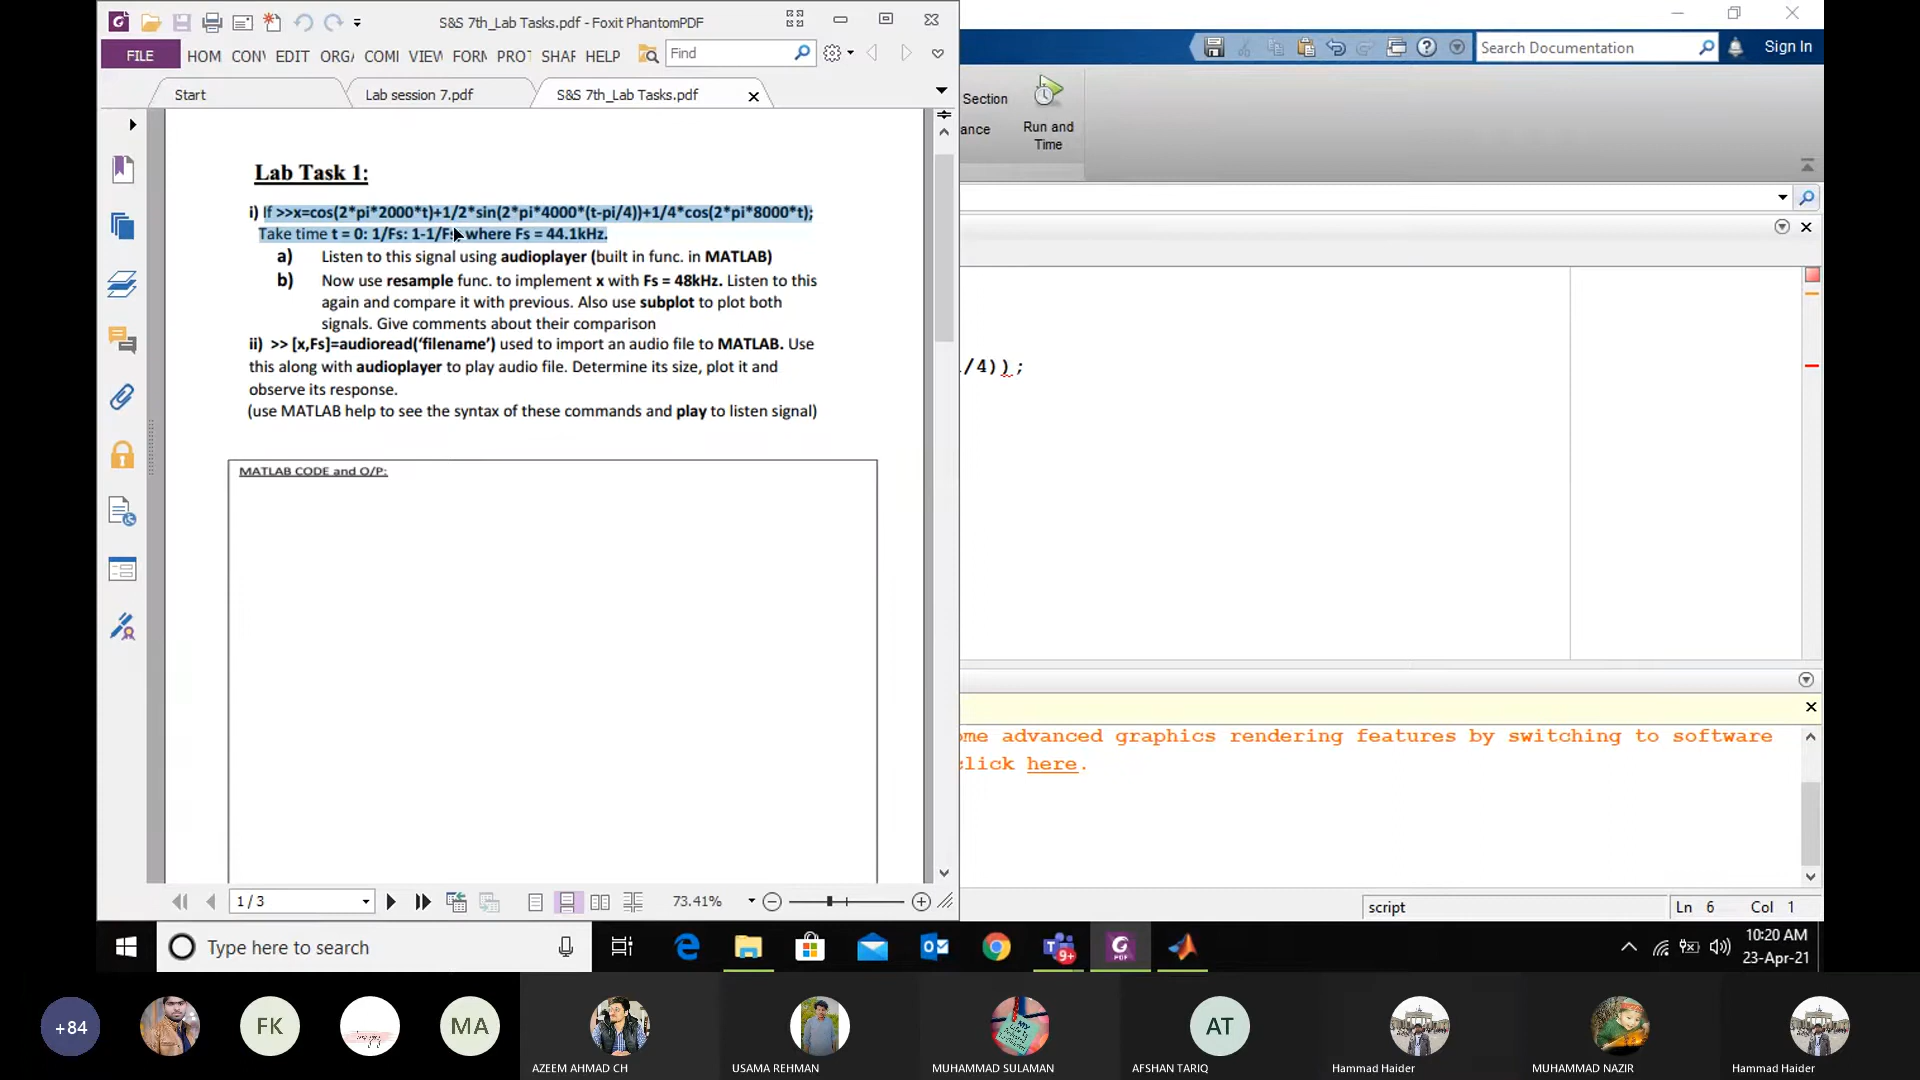 S&S 7th_Lab Tasks.pdf - Foxit PhantomPDF
FILE HOM CON EDIT ORGA COMI VIEW FORM PROT SHAF HELP Find
Search Documentation Sign In
Start Lab session 7.pdf S&S 7th_Lab Tasks.pdf
Section
ance
Run and
Time
Lab Task 1:
i) If >>x=cos(2*pi*2000*t)+1/2*sin(2*pi*4000*(t-pi/4))+1/4*cos(2*pi*8000*t);
Take time t = 0: 1/Fs: 1-1/Fs where Fs = 44.1kHz.
a) Listen to this signal using audioplayer (built in func. in MATLAB)
b) Now use resample func. to implement x with Fs = 48kHz. Listen to this
again and compare it with previous. Also use subplot to plot both
signals. Give comments about their comparison
ii) >> [x,Fs]=audioread(‘filename’) used to import an audio file to MATLAB. Use
this along with audioplayer to play audio file. Determine its size, plot it and
observe its response.
(use MATLAB help to see the syntax of these commands and play to listen signal)
MATLAB CODE and O/P:
/4));
ome advanced graphics rendering features by switching to software
click here.
1 / 3 73.41%
script Ln 6 Col 1
Type here to search
9+
10:20 AM
23-Apr-21
+84 FK MA AT
AZEEM AHMAD CH USAMA REHMAN MUHAMMAD SULAMAN AFSHAN TARIQ Hammad Haider MUHAMMAD NAZIR Hammad Haider